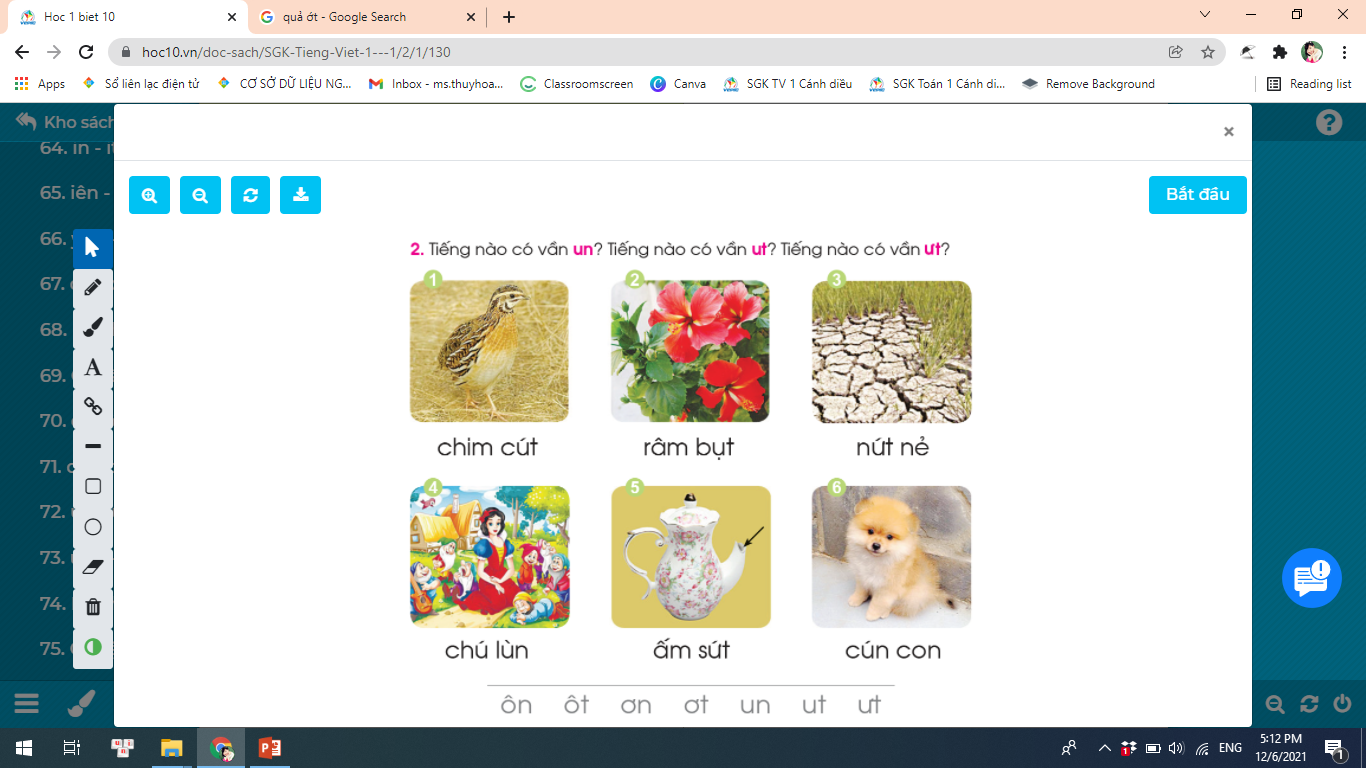 Hoc 1 biet 10
quả ớt - Google Search
hoc10.vn/doc-sach/SGK-Tieng-Viet-1---1/2/1/130
Apps
Sổ liên lạc điện tử
CƠ SỞ DỮ LIỆU NG...
Inbox - ms.thuyhoa...
Classroomscreen
Canva
SGK TV 1 Cánh diều
SGK Toán 1 Cánh di...
Remove Background
Reading list
Kho sách
64. in - it
65. iên -
66.
67.
68.
69.
70.
71.
72.
73.
74.
75.
Bắt đầu
2. Tiếng nào có vần un? Tiếng nào có vần ut? Tiếng nào có vần ưt?
1
2
3
chim cút
râm bụt
nứt nẻ
4
5
6
chú lùn
ấm sứt
cún con
ôn ôt ơn ơt un ut ưt
ENG
5:12 PM
12/6/2021
1